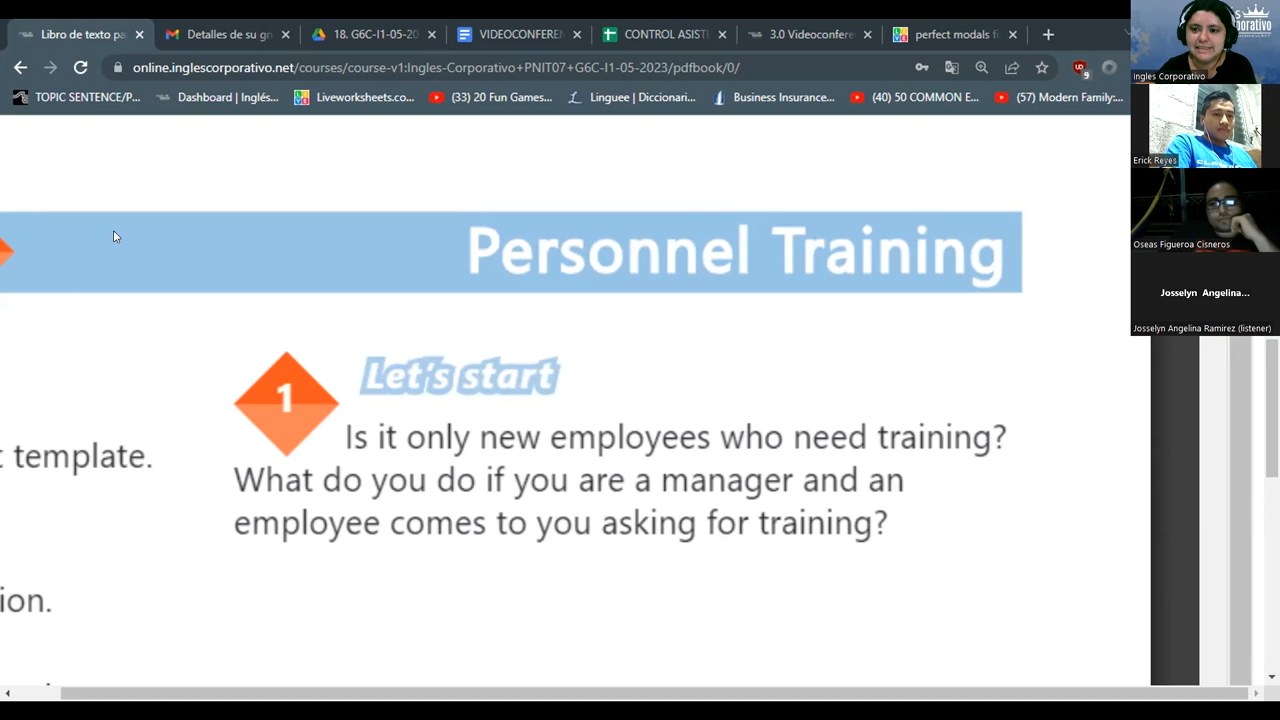 Libro de texto pa
Detalles de su gr
18. G6C-I1-05-20
VIDEOCONFEREN
CONTROL ASISTI
3.0 Videoconfere
perfect modals fi
online.inglescorporativo.net/courses/course-v1:Ingles-Corporativo+PNIT07+G6C-I1-05-2023/pdfbook/0/
9
TOPIC SENTENCE/P...
Dashboard | Inglés...
Liveworksheets.co...
(33) 20 Fun Games...
Linguee | Diccionari...
Business Insurance...
(40) 50 COMMON E...
(57) Modern Family:...
Personnel Training
1
Let's start
Is it only new employees who need training?
What do you do if you are a manager and an
employee comes to you asking for training?
t template.
ion.
Ingles Corporativo
Erick Reyes
Oseas Figueroa Cisneros
Josselyn Angelina...
Josselyn Angelina Ramirez (listener)